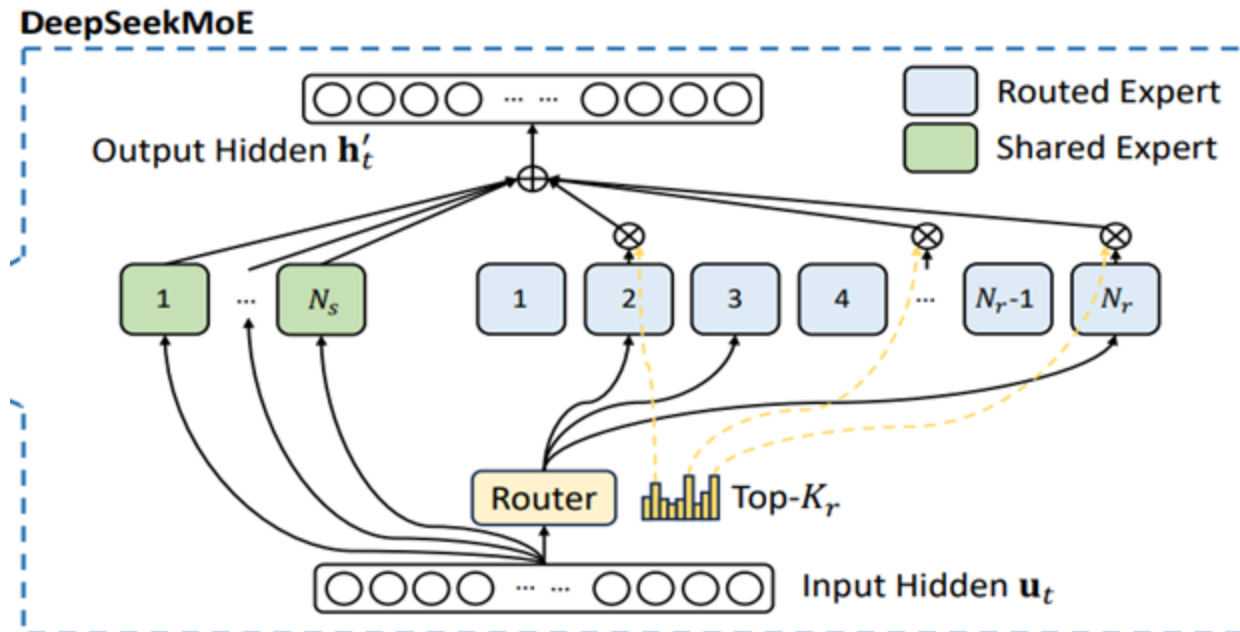 DeepSeekMoE
Routed Expert
Shared Expert
Output Hidden h′ₜ
1 ... Nₛ 1 2 3 4 ... Nᵣ-1 Nᵣ
Router
Top-Kᵣ
... ...
Input Hidden uₜ